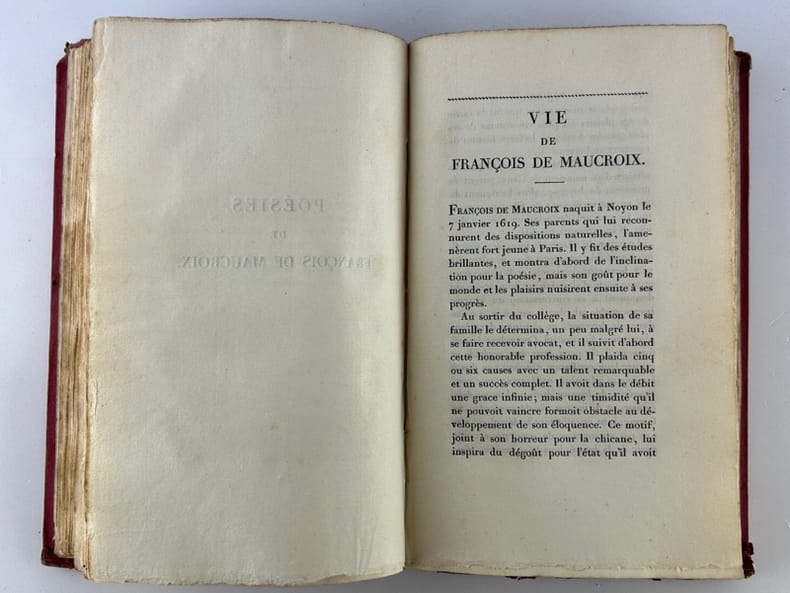 POÉSIES
DE
FRANÇOIS DE MAUCROIX.
VIE
DE
FRANÇOIS DE MAUCROIX.
FRANÇOIS DE MAUCROIX naquit à Noyon le
7 janvier 1619. Ses parents qui lui recon-
nurent des dispositions naturelles, l'ame-
nèrent fort jeune à Paris. Il y fit des études
brillantes, et montra d'abord de l'inclina-
tion pour la poésie, mais son goût pour le
monde et les plaisirs nuisirent ensuite à ses
progrès.
Au sortir du collège, la situation de sa
famille le détermina, un peu malgré lui, à
se faire recevoir avocat, et il suivit d'abord
cette honorable profession. Il plaida cinq
ou six causes avec un talent remarquable
et un succès complet. Il avoit dans le débit
une grace infinie; mais une timidité qu'il
ne pouvoit vaincre formoit obstacle au dé-
veloppement de son éloquence. Ce motif,
joint à son horreur pour la chicane, lui
inspira du dégoût pour l'état qu'il avoit